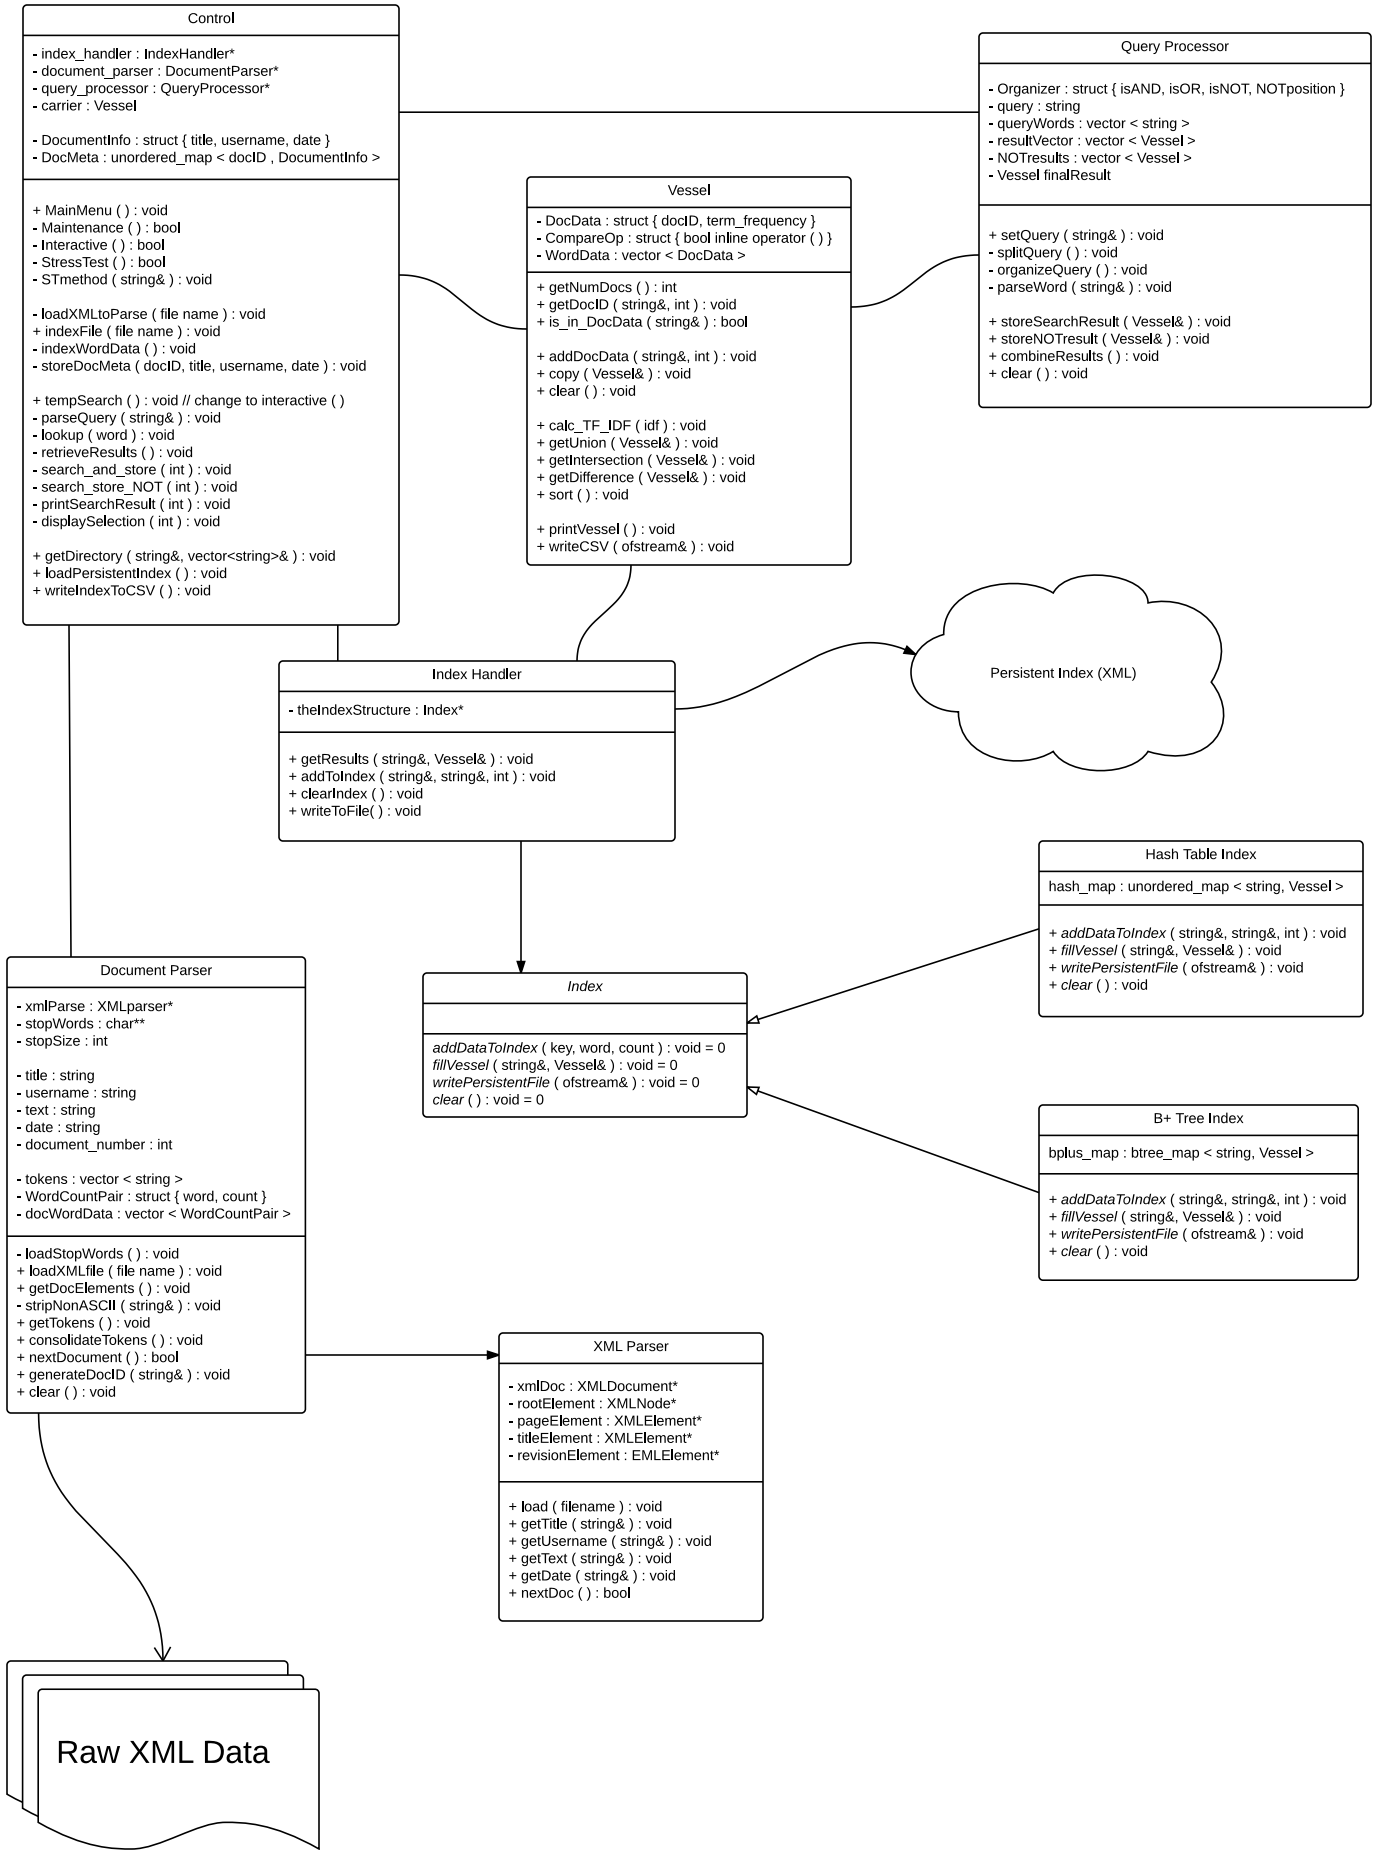 Control
- index_handler : IndexHandler*
- document_parser : DocumentParser*
- query_processor : QueryProcessor*
- carrier : Vessel
- DocumentInfo : struct { title, username, date }
- DocMeta : unordered_map < docID , DocumentInfo >
+ MainMenu ( ) : void
- Maintenance ( ) : bool
- Interactive ( ) : bool
- StressTest ( ) : bool
- STmethod ( string& ) : void
- loadXMLtoParse ( file name ) : void
+ indexFile ( file name ) : void
- indexWordData ( ) : void
- storeDocMeta ( docID, title, username, date ) : void
+ tempSearch ( ) : void // change to interactive ( )
- parseQuery ( string& ) : void
- lookup ( word ) : void
- retrieveResults ( ) : void
- search_and_store ( int ) : void
- search_store_NOT ( int ) : void
- printSearchResult ( int ) : void
- displaySelection ( int ) : void
+ getDirectory ( string&, vector<string>& ) : void
+ loadPersistentIndex ( ) : void
+ writeIndexToCSV ( ) : void
Query Processor
- Organizer : struct { isAND, isOR, isNOT, NOTposition }
- query : string
- queryWords : vector < string >
- resultVector : vector < Vessel >
- NOTresults : vector < Vessel >
- Vessel finalResult
+ setQuery ( string& ) : void
- splitQuery ( ) : void
- organizeQuery ( ) : void
- parseWord ( string& ) : void
+ storeSearchResult ( Vessel& ) : void
+ storeNOTresult ( Vessel& ) : void
+ combineResults ( ) : void
+ clear ( ) : void
Vessel
- DocData : struct { docID, term_frequency }
- CompareOp : struct { bool inline operator ( ) }
- WordData : vector < DocData >
+ getNumDocs ( ) : int
+ getDocID ( string&, int ) : void
+ is_in_DocData ( string& ) : bool
+ addDocData ( string&, int ) : void
+ copy ( Vessel& ) : void
+ clear ( ) : void
+ calc_TF_IDF ( idf ) : void
+ getUnion ( Vessel& ) : void
+ getIntersection ( Vessel& ) : void
+ getDifference ( Vessel& ) : void
+ sort ( ) : void
+ printVessel ( ) : void
+ writeCSV ( ofstream& ) : void
Index Handler
- theIndexStructure : Index*
+ getResults ( string&, Vessel& ) : void
+ addToIndex ( string&, string&, int ) : void
+ clearIndex ( ) : void
+ writeToFile( ) : void
Persistent Index (XML)
Hash Table Index
hash_map : unordered_map < string, Vessel >
+ addDataToIndex ( string&, string&, int ) : void
+ fillVessel ( string&, Vessel& ) : void
+ writePersistentFile ( ofstream& ) : void
+ clear ( ) : void
Document Parser
- xmlParse : XMLparser*
- stopWords : char**
- stopSize : int
- title : string
- username : string
- text : string
- date : string
- document_number : int
- tokens : vector < string >
- WordCountPair : struct { word, count }
- docWordData : vector < WordCountPair >
- loadStopWords ( ) : void
+ loadXMLfile ( file name ) : void
+ getDocElements ( ) : void
- stripNonASCII ( string& ) : void
+ getTokens ( ) : void
+ consolidateTokens ( ) : void
+ nextDocument ( ) : bool
+ generateDocID ( string& ) : void
+ clear ( ) : void
Index
addDataToIndex ( key, word, count ) : void = 0
fillVessel ( string&, Vessel& ) : void = 0
writePersistentFile ( ofstream& ) : void = 0
clear ( ) : void = 0
B+ Tree Index
bplus_map : btree_map < string, Vessel >
+ addDataToIndex ( string&, string&, int ) : void
+ fillVessel ( string&, Vessel& ) : void
+ writePersistentFile ( ofstream& ) : void
+ clear ( ) : void
XML Parser
- xmlDoc : XMLDocument*
- rootElement : XMLNode*
- pageElement : XMLElement*
- titleElement : XMLElement*
- revisionElement : EMLElement*
+ load ( filename ) : void
+ getTitle ( string& ) : void
+ getUsername ( string& ) : void
+ getText ( string& ) : void
+ getDate ( string& ) : void
+ nextDoc ( ) : bool
Raw XML Data